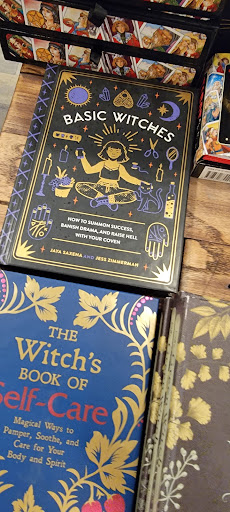 BASIC WITCHES
HOW TO SUMMON SUCCESS,
BANISH DRAMA, AND RAISE HELL
WITH YOUR COVEN
JAYA SAXENA AND JESS ZIMMERMAN
THE
Witch's
BOOK OF
Self-Care
Magical Ways to
Pamper, Soothe, and
Care for Your
Body and Spirit